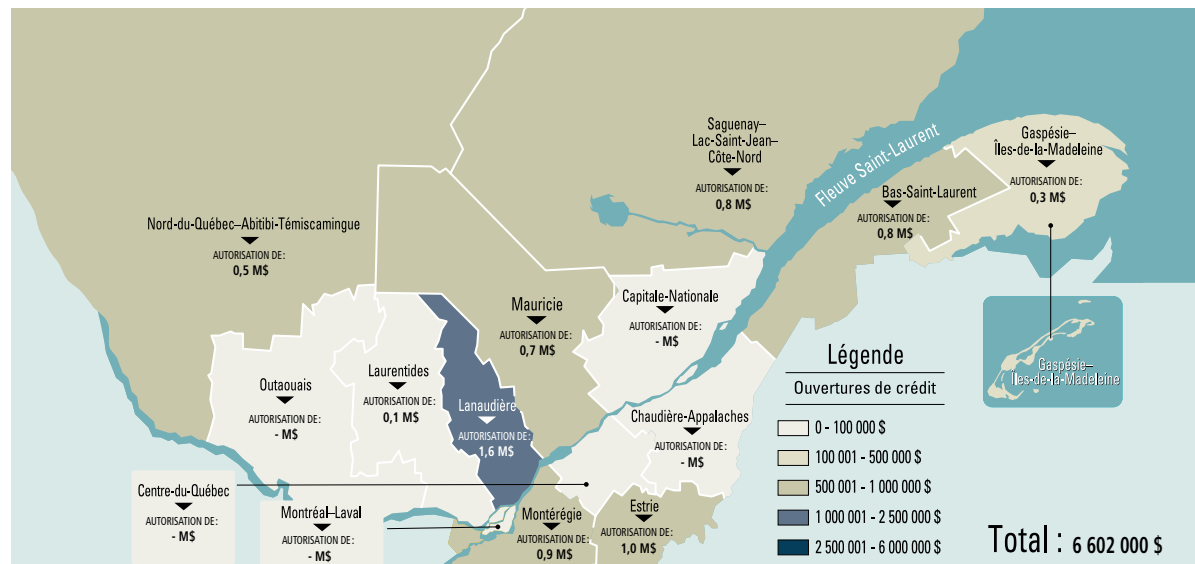 Saguenay–
Lac-Saint-Jean–
Côte-Nord
AUTORISATION DE:
0,8 M$
Fleuve Saint-Laurent
Gaspésie–
Îles-de-la-Madeleine
AUTORISATION DE:
0,3 M$
Bas-Saint-Laurent
AUTORISATION DE:
0,8 M$
Nord-du-Québec–Abitibi-Témiscamingue
AUTORISATION DE:
0,5 M$
Mauricie
AUTORISATION DE:
0,7 M$
Capitale-Nationale
AUTORISATION DE:
- M$
Gaspésie–
Îles-de-la-Madeleine
Outaouais
AUTORISATION DE:
- M$
Laurentides
AUTORISATION DE:
0,1 M$
Lanaudière
AUTORISATION DE:
1,6 M$
Chaudière-Appalaches
AUTORISATION DE:
- M$
Centre-du-Québec
AUTORISATION DE:
- M$
Montréal–Laval
AUTORISATION DE:
- M$
Montérégie
AUTORISATION DE:
0,9 M$
Estrie
AUTORISATION DE:
1,0 M$
Légende
Ouvertures de crédit
0 - 100 000 $
100 001 - 500 000 $
500 001 - 1 000 000 $
1 000 001 - 2 500 000 $
2 500 001 - 6 000 000 $
Total : 6 602 000 $